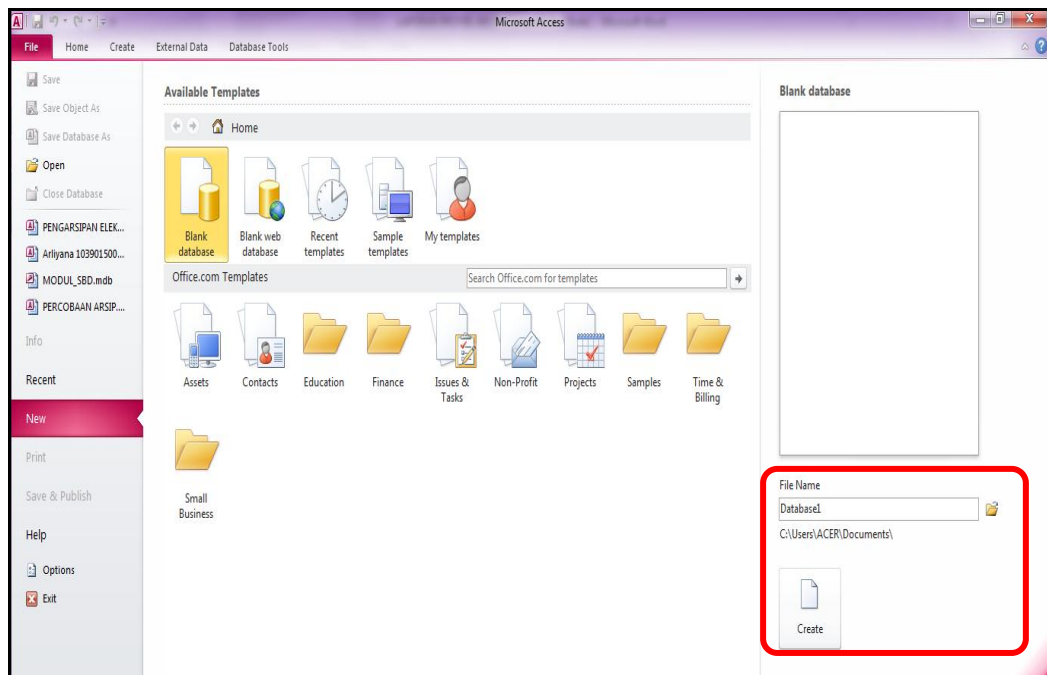 Microsoft Access
File Home Create External Data Database Tools
Save
Save Object As
Save Database As
Open
Close Database
PENGARSIPAN ELEK...
Arliyana 103901500...
MODUL_SBD.mdb
PERCOBAAN ARSIP....
Info
Recent
New
Print
Save & Publish
Help
Options
Exit
Available Templates
Home
Blank database
Blank web database
Recent templates
Sample templates
My templates
Office.com Templates
Search Office.com for templates
Assets
Contacts
Education
Finance
Issues & Tasks
Non-Profit
Projects
Samples
Time & Billing
Small Business
Blank database
File Name
Database1
C:\Users\ACER\Documents\
Create